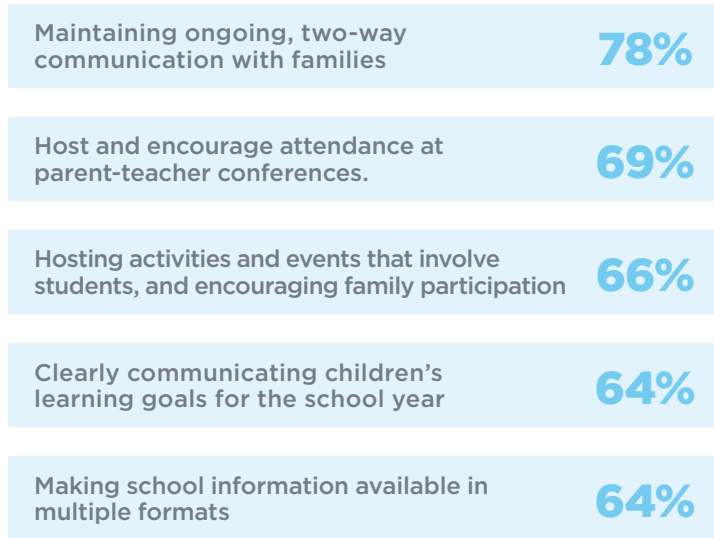 Maintaining ongoing, two-way
communication with families
78%
Host and encourage attendance at
parent-teacher conferences.
69%
Hosting activities and events that involve
students, and encouraging family participation
66%
Clearly communicating children’s
learning goals for the school year
64%
Making school information available in
multiple formats
64%